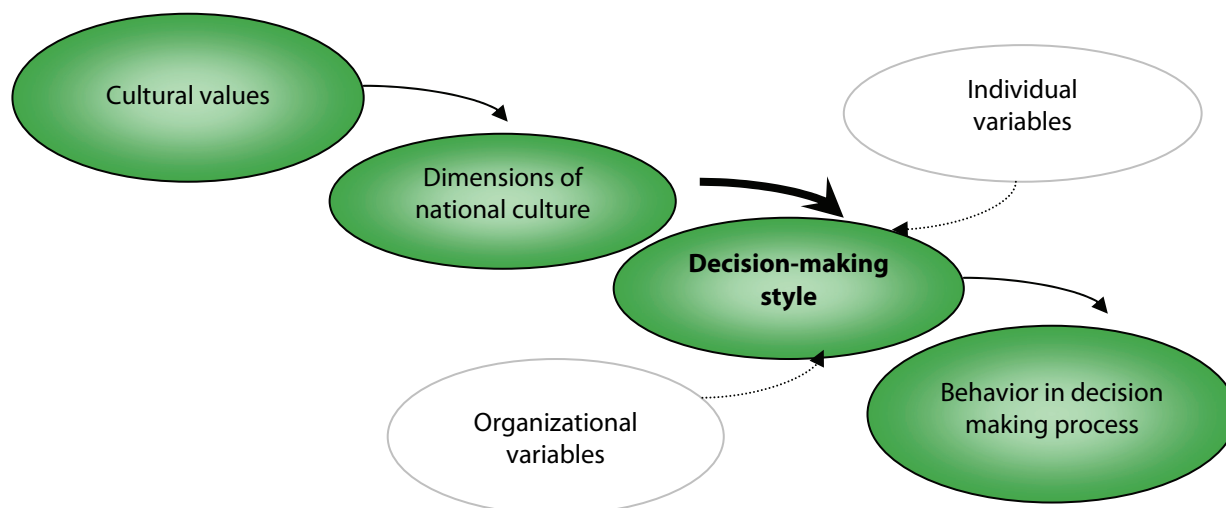 Cultural values
Individual
variables
Dimensions of
national culture
Decision-making
style
Behavior in decision
making process
Organizational
variables